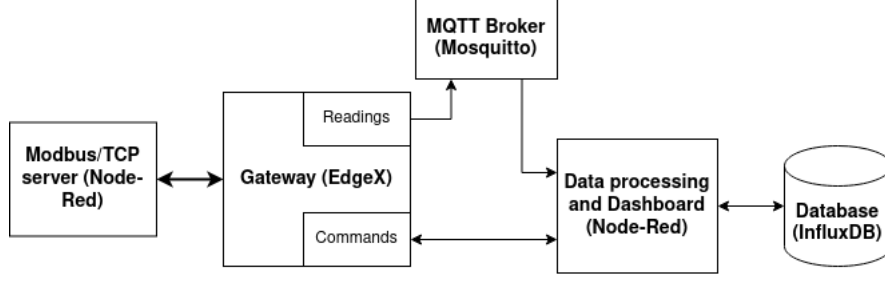 MQTT Broker
(Mosquitto)
Readings
Modbus/TCP
server (Node-
Red)
Gateway (EdgeX)
Commands
Data processing
and Dashboard
(Node-Red)
Database
(InfluxDB)